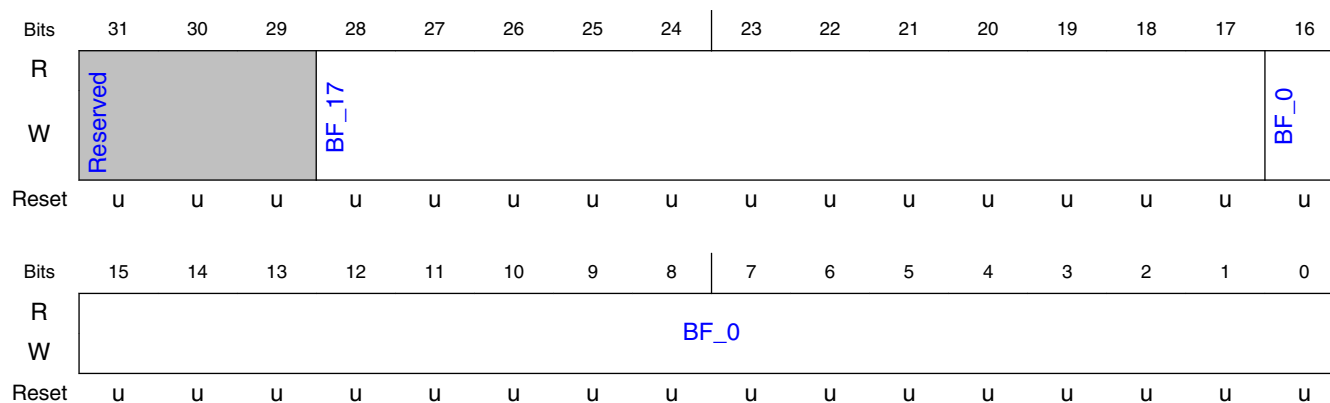 Bits 31 30 29 28 27 26 25 24 23 22 21 20 19 18 17 16
R
W
Reserved BF_17 BF_0
Reset u u u u u u u u u u u u u u u u
Bits 15 14 13 12 11 10 9 8 7 6 5 4 3 2 1 0
R
BF_0
W
Reset u u u u u u u u u u u u u u u u